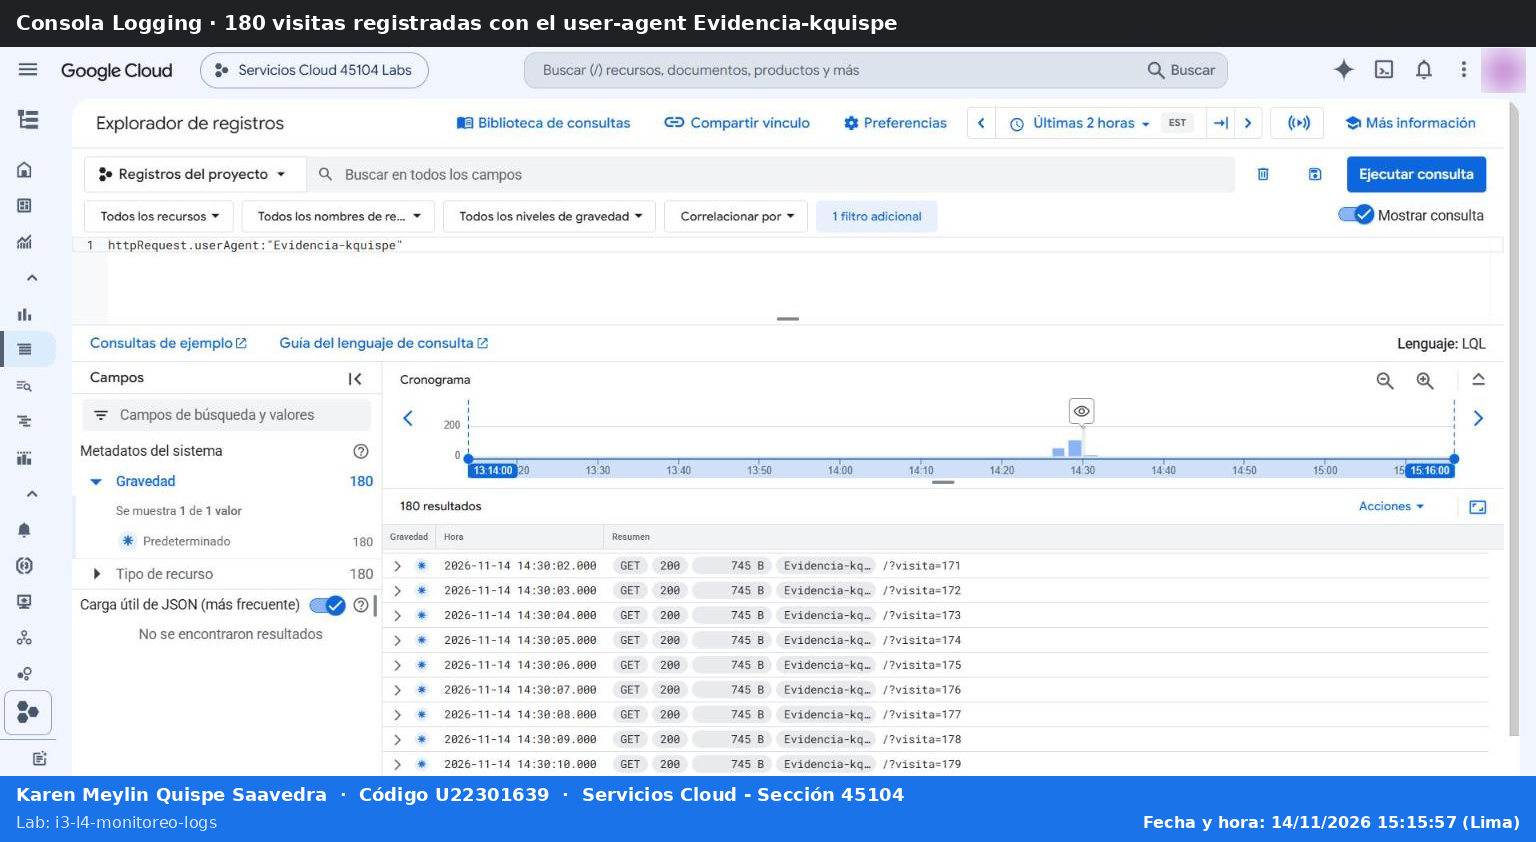 Consola Logging · 180 visitas registradas con el user-agent Evidencia-kquispe
Google Cloud
Servicios Cloud 45104 Labs
Buscar (/) recursos, documentos, productos y más
Buscar
Explorador de registros
Biblioteca de consultas
Compartir vínculo
Preferencias
Últimas 2 horas
EST
Más información
Registros del proyecto
Buscar en todos los campos
Ejecutar consulta
Todos los recursos
Todos los nombres de re...
Todos los niveles de gravedad
Correlacionar por
1 filtro adicional
Mostrar consulta
1 httpRequest.userAgent:"Evidencia-kquispe"
Consultas de ejemplo
Guía del lenguaje de consulta
Lenguaje: LQL
Campos
Campos de búsqueda y valores
Metadatos del sistema
Gravedad 180
Se muestra 1 de 1 valor
Predeterminado 180
Tipo de recurso 180
Carga útil de JSON (más frecuente)
No se encontraron resultados
Cronograma
200
0
13:14:00 20 13:30 13:40 13:50 14:00 14:10 14:20 14:30 14:40 14:50 15:00 15 15:16:00
180 resultados
Acciones
Gravedad Hora Resumen
2026-11-14 14:30:02.000 GET 200 745 B Evidencia-kq… /?visita=171
2026-11-14 14:30:03.000 GET 200 745 B Evidencia-kq… /?visita=172
2026-11-14 14:30:04.000 GET 200 745 B Evidencia-kq… /?visita=173
2026-11-14 14:30:05.000 GET 200 745 B Evidencia-kq… /?visita=174
2026-11-14 14:30:06.000 GET 200 745 B Evidencia-kq… /?visita=175
2026-11-14 14:30:07.000 GET 200 745 B Evidencia-kq… /?visita=176
2026-11-14 14:30:08.000 GET 200 745 B Evidencia-kq… /?visita=177
2026-11-14 14:30:09.000 GET 200 745 B Evidencia-kq… /?visita=178
2026-11-14 14:30:10.000 GET 200 745 B Evidencia-kq… /?visita=179
Karen Meylin Quispe Saavedra · Código U22301639 · Servicios Cloud - Sección 45104
Lab: i3-l4-monitoreo-logs
Fecha y hora: 14/11/2026 15:15:57 (Lima)